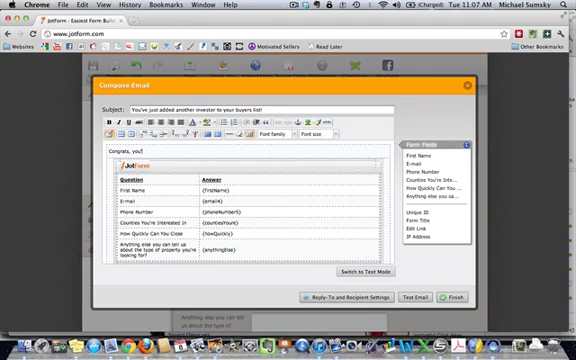 Chrome File Edit View History Bookmarks Window Help
(Charged) Tue 11:07 AM Michael Sumsky
JotForm - Easiest Form Buil
www.jotform.com
Websites
Motivated Sellers
Read Later
Other Bookmarks
Compose Email
Subject: You've just added another investor to your buyers list!
B I U
Font family
Font size
Congrats, you'
JotForm
Question Answer
First Name {firstName}
E-mail {email4}
Phone Number {phoneNumber5}
Counties You're Interested In {countiesYoure}
How Quickly Can You Close {howQuickly}
Anything else you can tell us
about the type of property you're
looking for?
{anythingElse}
Form Fields
First Name
E-mail
Phone Number
Counties You're Inte...
How Quickly Can You ...
Anything else you ca...
Unique ID
Form Title
Edit Link
IP Address
Switch to Text Mode
Reply-To and Recipient Settings
Test Email
Finish
Anything else you can tell us
about the type of